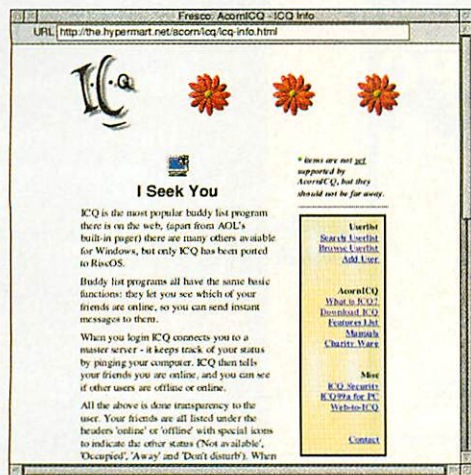 Fresco: AcornICQ - ICQ Info
URL http://the.hypermart.net/acorn/icq/icq-info.html
I.C.Q
I Seek You
ICQ is the most popular buddy list program
there is on the web, (apart from AOL's
built-in pager) there are many others avaiable
for Windows, but only ICQ has been ported
to RiscOS.
Buddy list programs all have the same basic
functions: they let you see which of your
friends are online, so you can send instant
messages to them.
When you login ICQ connects you to a
master server - it keeps track of your status
by pinging your computer. ICQ then tells
your friends you are online, and you can see
if other users are offline or online.
All the above is done transparency to the
user. Your friends are all listed under the
headers 'online' or 'offline' with special icons
to indicate the other status ('Not available',
'Occupied', 'Away' and 'Don't disturb'). When
* items are not yet
supported by
AcornICQ, but they
should not be far away.
Userlist
Search Userlist
Browse Userlist
Add User
AcornICQ
What is ICQ?
Download ICQ
Features List
Manuals
Charity Ware
Misc
ICQ Security
ICQ99a for PC
Web-to-ICQ
Contact